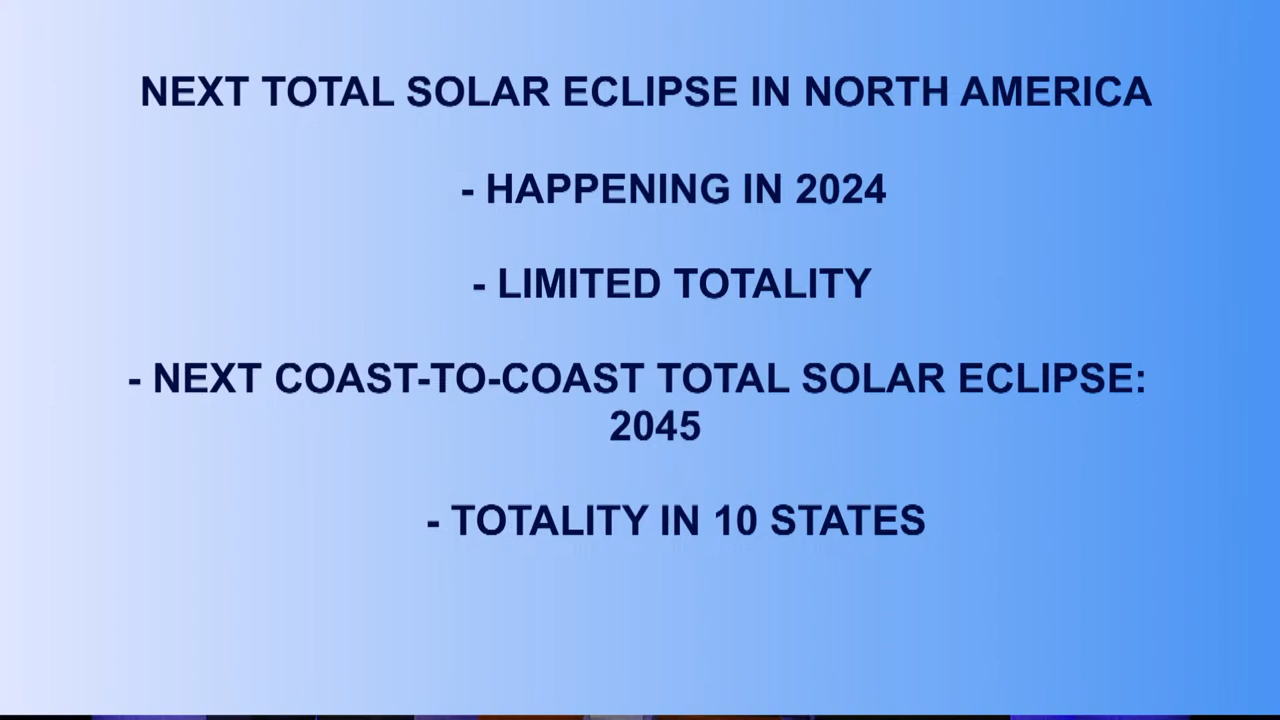 NEXT TOTAL SOLAR ECLIPSE IN NORTH AMERICA
- HAPPENING IN 2024
- LIMITED TOTALITY
- NEXT COAST-TO-COAST TOTAL SOLAR ECLIPSE:
2045
- TOTALITY IN 10 STATES